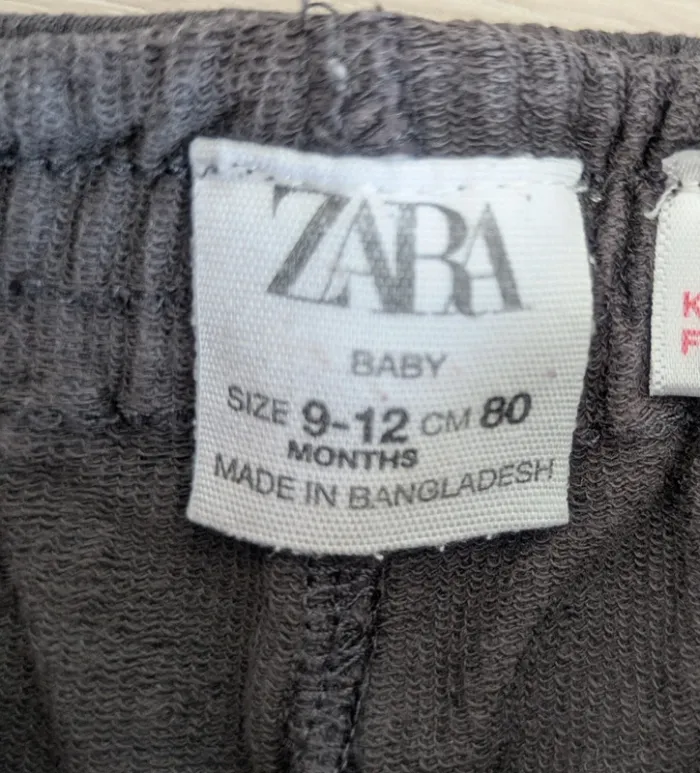 ZARA
BABY
SIZE 9-12 CM 80
MONTHS
MADE IN BANGLADESH